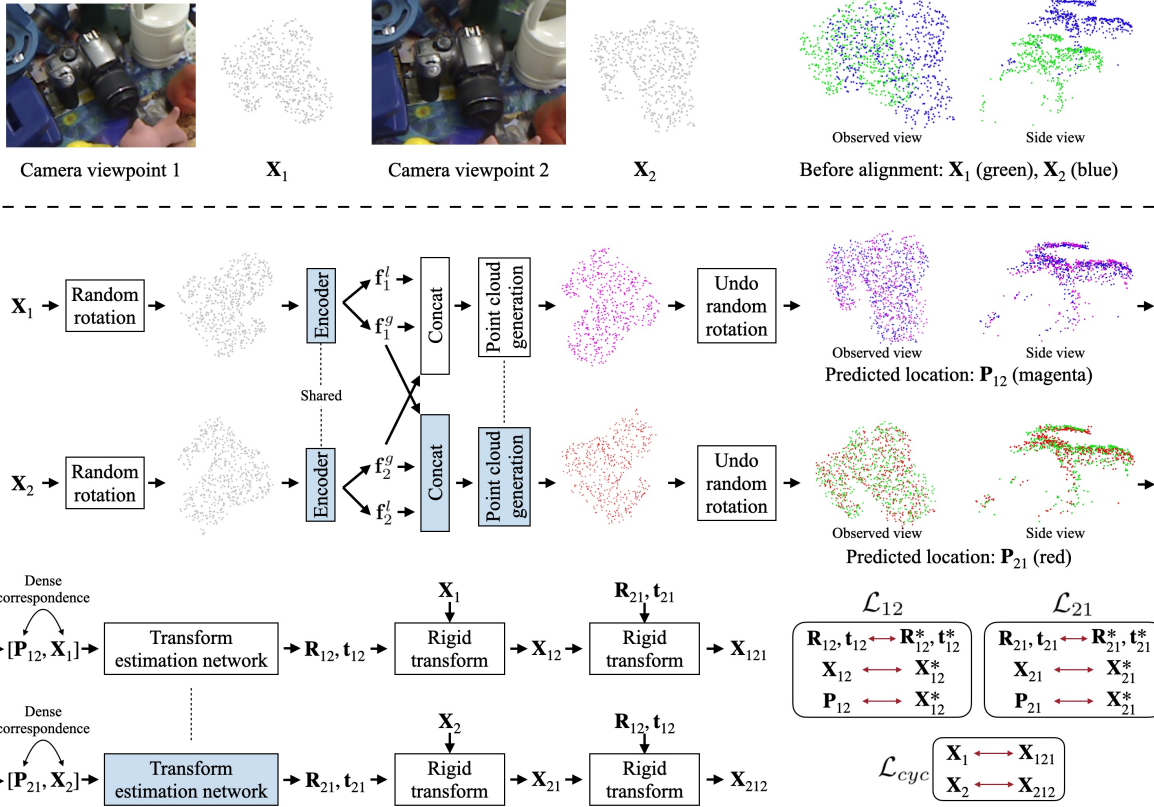 Observed view
Side view
Camera viewpoint 1
X₁
Camera viewpoint 2
X₂
Before alignment: X₁ (green), X₂ (blue)
X₁
Random
rotation
Encoder
f₁ˡ
f₁ᵍ
Concat
Point cloud
generation
Undo
random
rotation
Observed view
Side view
Predicted location: P₁₂ (magenta)
Shared
X₂
Random
rotation
Encoder
f₂ᵍ
f₂ˡ
Concat
Point cloud
generation
Undo
random
rotation
Observed view
Side view
Predicted location: P₂₁ (red)
Dense
correspondence
[P₁₂, X₁]
Transform
estimation network
R₁₂, t₁₂
X₁
Rigid
transform
X₁₂
R₂₁, t₂₁
Rigid
transform
X₁₂₁
Dense
correspondence
[P₂₁, X₂]
Transform
estimation network
R₂₁, t₂₁
X₂
Rigid
transform
X₂₁
R₁₂, t₁₂
Rigid
transform
X₂₁₂
ℒ₁₂
R₁₂, t₁₂ ↔ R*₁₂, t*₁₂
X₁₂ ↔ X*₁₂
P₁₂ ↔ X*₁₂
ℒ₂₁
R₂₁, t₂₁ ↔ R*₂₁, t*₂₁
X₂₁ ↔ X*₂₁
P₂₁ ↔ X*₂₁
ℒcyc
X₁ ↔ X₁₂₁
X₂ ↔ X₂₁₂